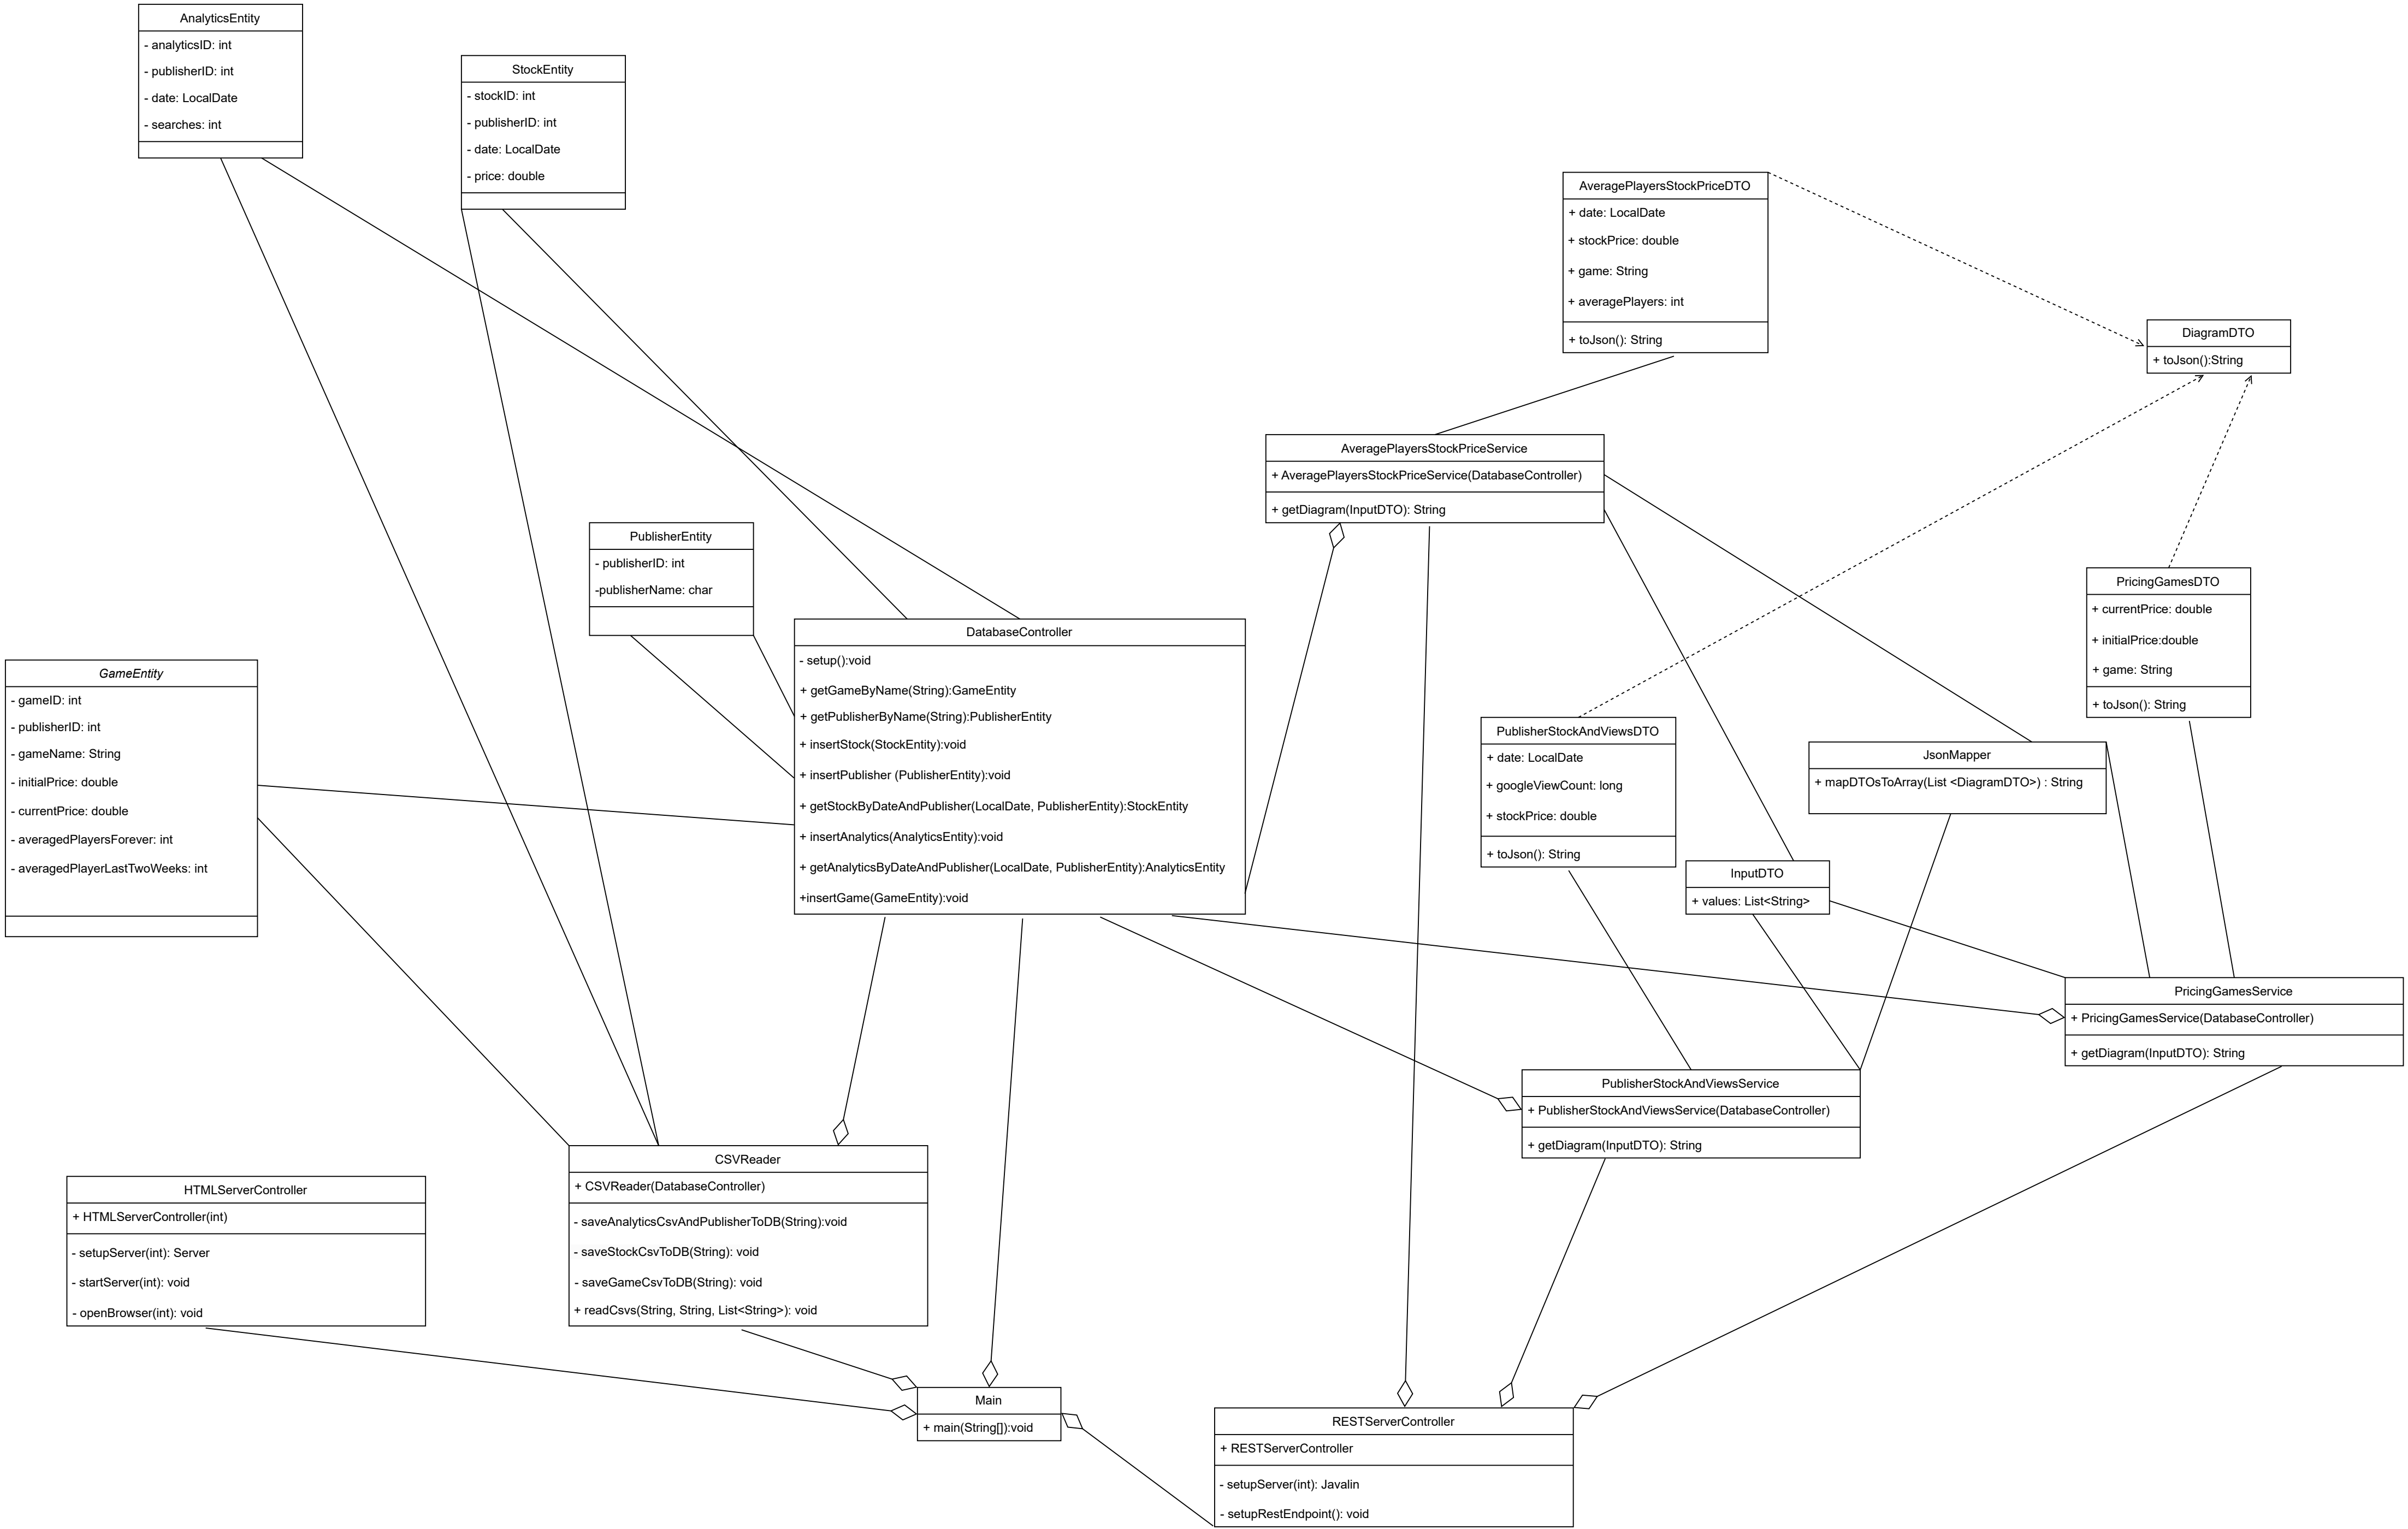 AnalyticsEntity
- analyticsID: int
- publisherID: int
- date: LocalDate
- searches: int
StockEntity
- stockID: int
- publisherID: int
- date: LocalDate
- price: double
AveragePlayersStockPriceDTO
+ date: LocalDate
+ stockPrice: double
+ game: String
+ averagePlayers: int
+ toJson(): String
DiagramDTO
+ toJson():String
AveragePlayersStockPriceService
+ AveragePlayersStockPriceService(DatabaseController)
+ getDiagram(InputDTO): String
PublisherEntity
- publisherID: int
-publisherName: char
PricingGamesDTO
+ currentPrice: double
+ initialPrice:double
+ game: String
+ toJson(): String
DatabaseController
- setup():void
+ getGameByName(String):GameEntity
+ getPublisherByName(String):PublisherEntity
+ insertStock(StockEntity):void
+ insertPublisher (PublisherEntity):void
+ getStockByDateAndPublisher(LocalDate, PublisherEntity):StockEntity
+ insertAnalytics(AnalyticsEntity):void
+ getAnalyticsByDateAndPublisher(LocalDate, PublisherEntity):AnalyticsEntity
+insertGame(GameEntity):void
GameEntity
- gameID: int
- publisherID: int
- gameName: String
- initialPrice: double
- currentPrice: double
- averagedPlayersForever: int
- averagedPlayerLastTwoWeeks: int
PublisherStockAndViewsDTO
+ date: LocalDate
+ googleViewCount: long
+ stockPrice: double
+ toJson(): String
JsonMapper
+ mapDTOsToArray(List <DiagramDTO>) : String
InputDTO
+ values: List<String>
PricingGamesService
+ PricingGamesService(DatabaseController)
+ getDiagram(InputDTO): String
PublisherStockAndViewsService
+ PublisherStockAndViewsService(DatabaseController)
+ getDiagram(InputDTO): String
CSVReader
+ CSVReader(DatabaseController)
- saveAnalyticsCsvAndPublisherToDB(String):void
- saveStockCsvToDB(String): void
- saveGameCsvToDB(String): void
+ readCsvs(String, String, List<String>): void
HTMLServerController
+ HTMLServerController(int)
- setupServer(int): Server
- startServer(int): void
- openBrowser(int): void
Main
+ main(String[]):void
RESTServerController
+ RESTServerController
- setupServer(int): Javalin
- setupRestEndpoint(): void